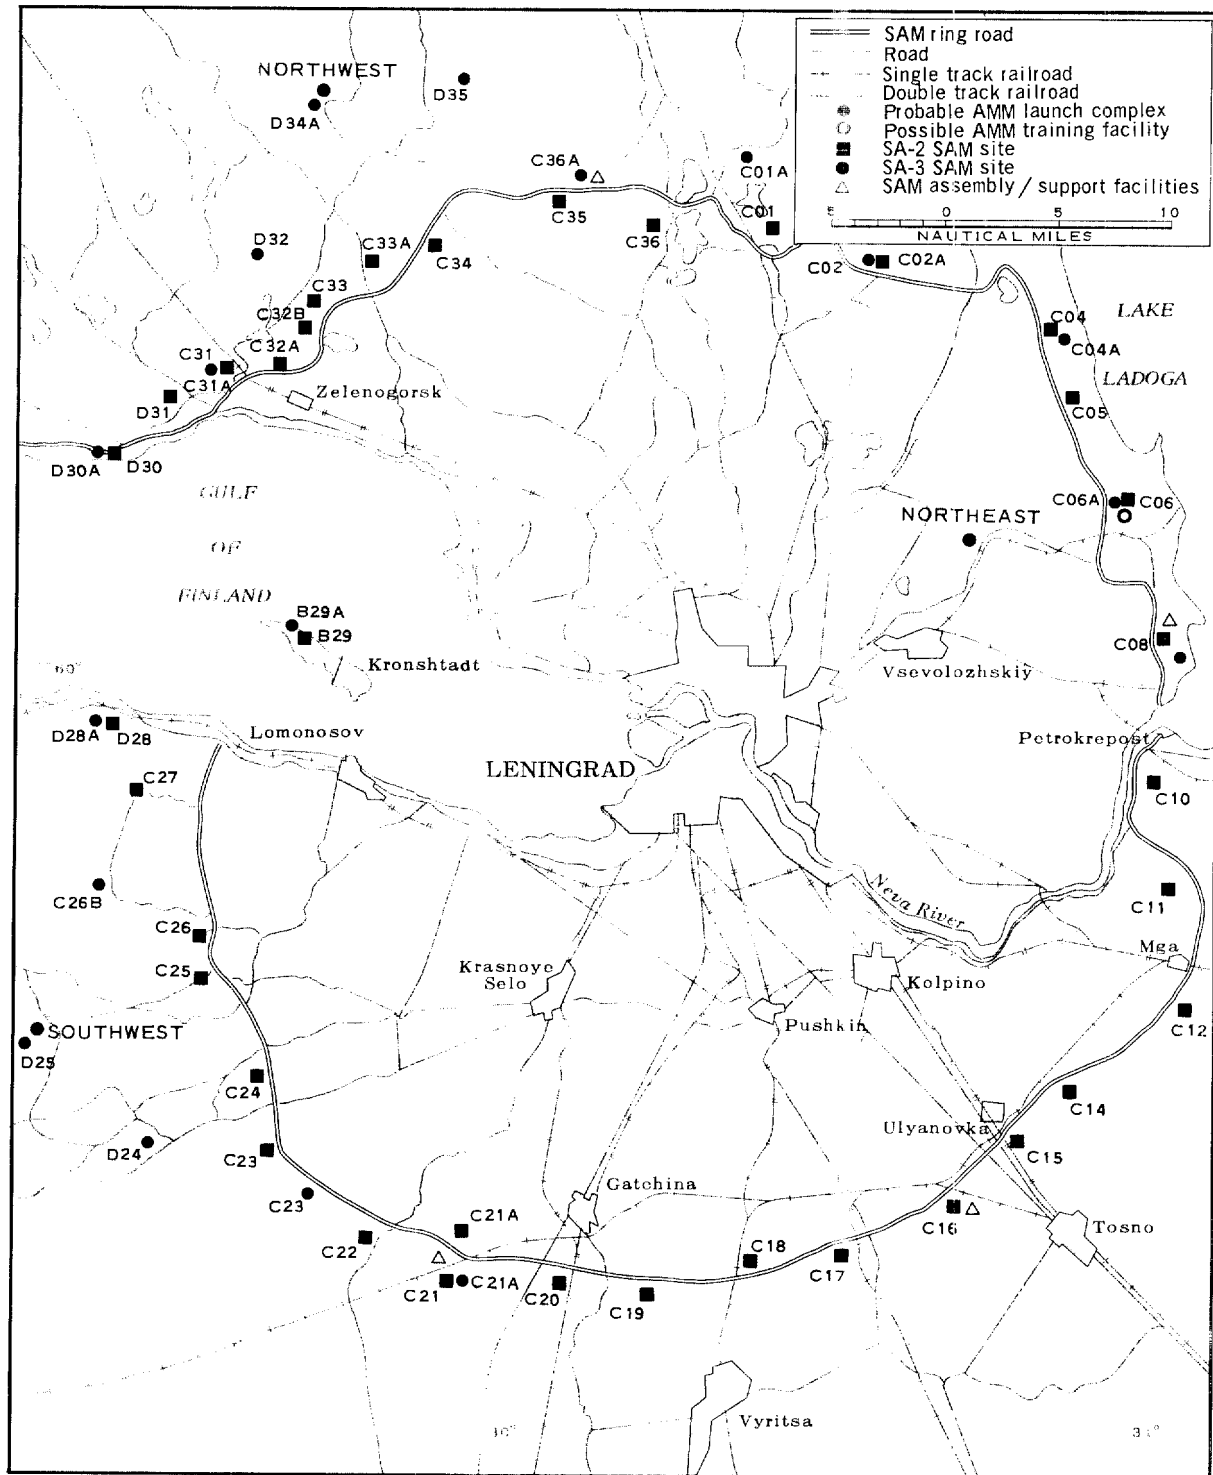 SAM ring road
Road
Single track railroad
Double track railroad
Probable AMM launch complex
Possible AMM training facility
SA-2 SAM site
SA-3 SAM site
SAM assembly / support facilities
5 0 5 10
NAUTICAL MILES
NORTHWEST
D34A
D35
C36A
C01A
C35
C36
C01
D32
C33A
C34
C02
C02A
C33
C32B
C32A
C31
C31A
D31
Zelenogorsk
C04
C04A
LAKE
LADOGA
C05
D30A
D30
GULF
OF
FINLAND
C06A
C06
NORTHEAST
B29A
B29
Kronshtadt
C08
Vsevolozhskiy
60°
D28A
D28
Lomonosov
Petrokrepost
LENINGRAD
C27
C10
C26B
Neva River
C11
C26
C25
Krasnoye
Selo
Kolpino
Mga
Pushkin
SOUTHWEST
D25
C12
C24
C14
Ulyanovka
D24
C23
C15
C23
Gatchina
C21A
C22
C16
Tosno
C18
C17
C21
C21A
C20
C19
Vyritsa
30°
31°